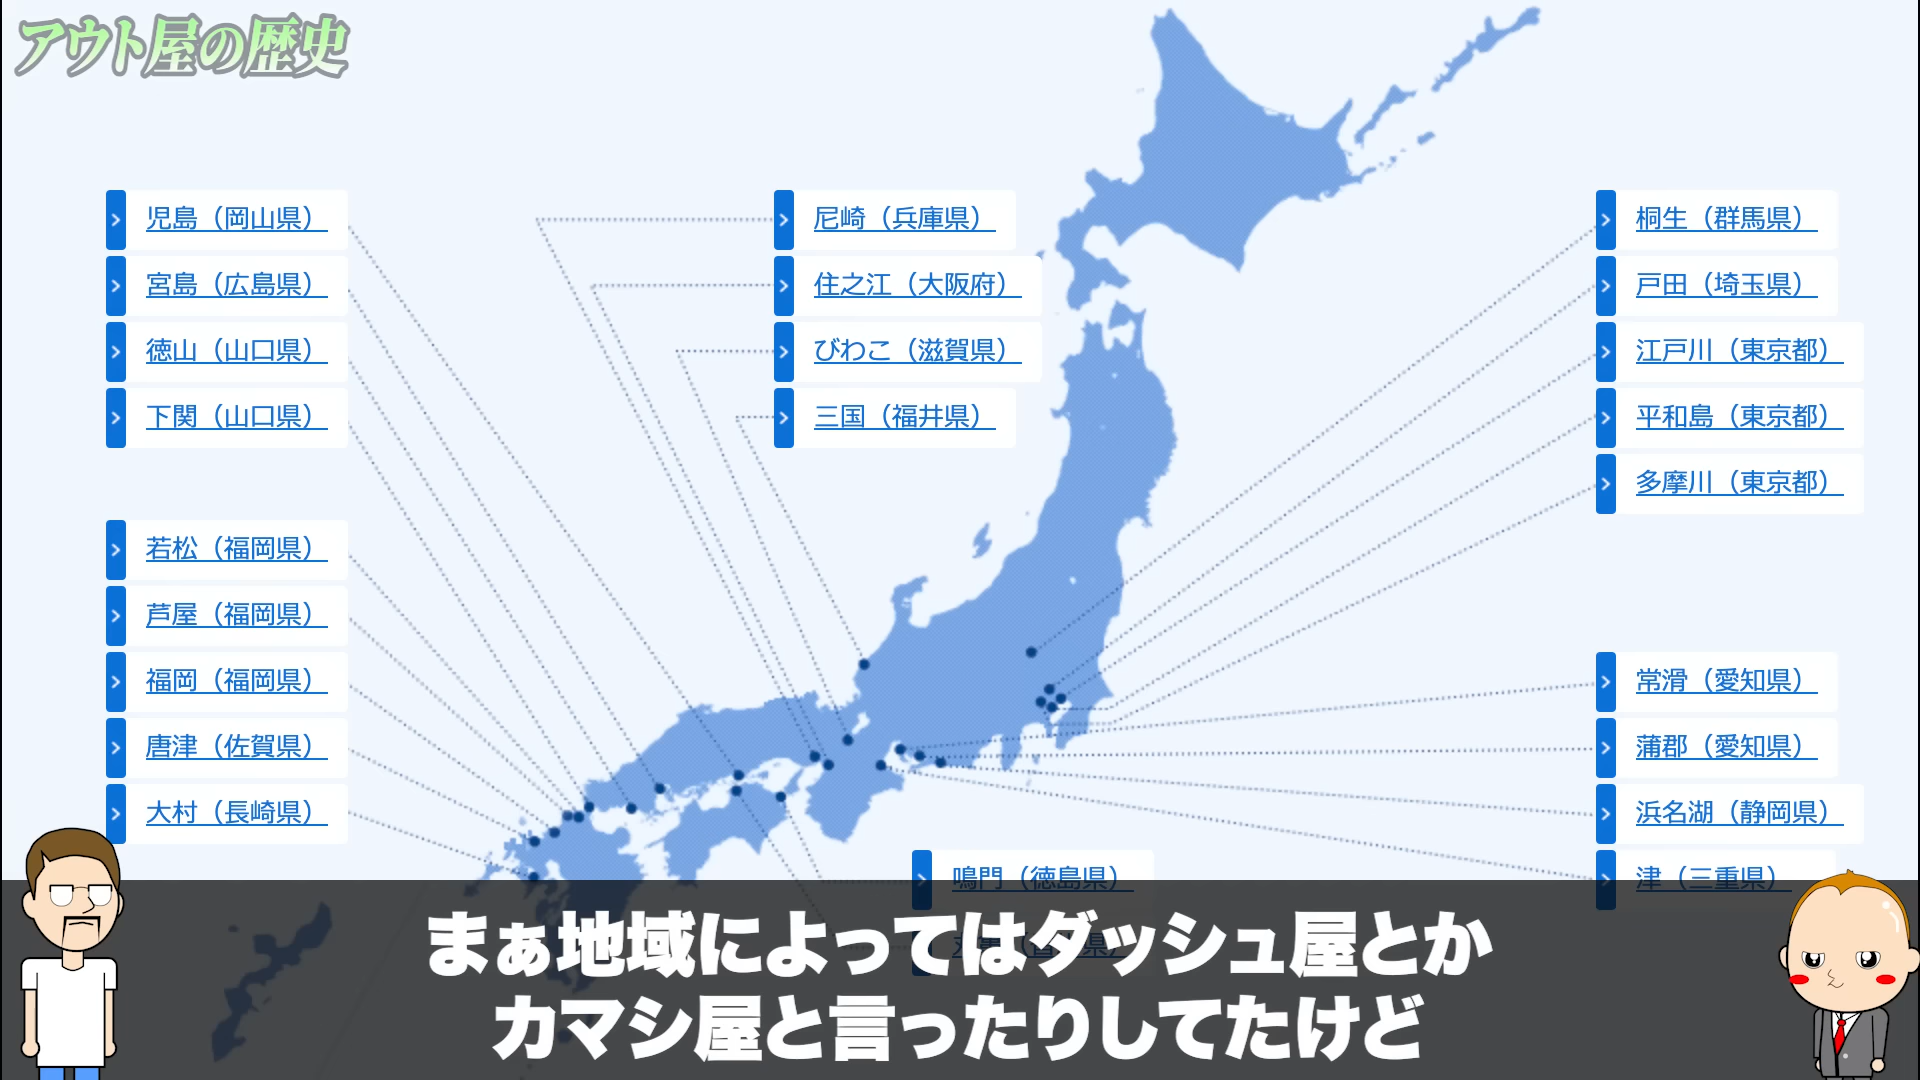 アウト屋の歴史
児島（岡山県）
宮島（広島県）
徳山（山口県）
下関（山口県）
若松（福岡県）
芦屋（福岡県）
福岡（福岡県）
唐津（佐賀県）
大村（長崎県）
尼崎（兵庫県）
住之江（大阪府）
びわこ（滋賀県）
三国（福井県）
桐生（群馬県）
戸田（埼玉県）
江戸川（東京都）
平和島（東京都）
多摩川（東京都）
常滑（愛知県）
蒲郡（愛知県）
浜名湖（静岡県）
津（三重県）
鳴門（徳島県）
まぁ地域によってはダッシュ屋とか
カマシ屋と言ったりしてたけど